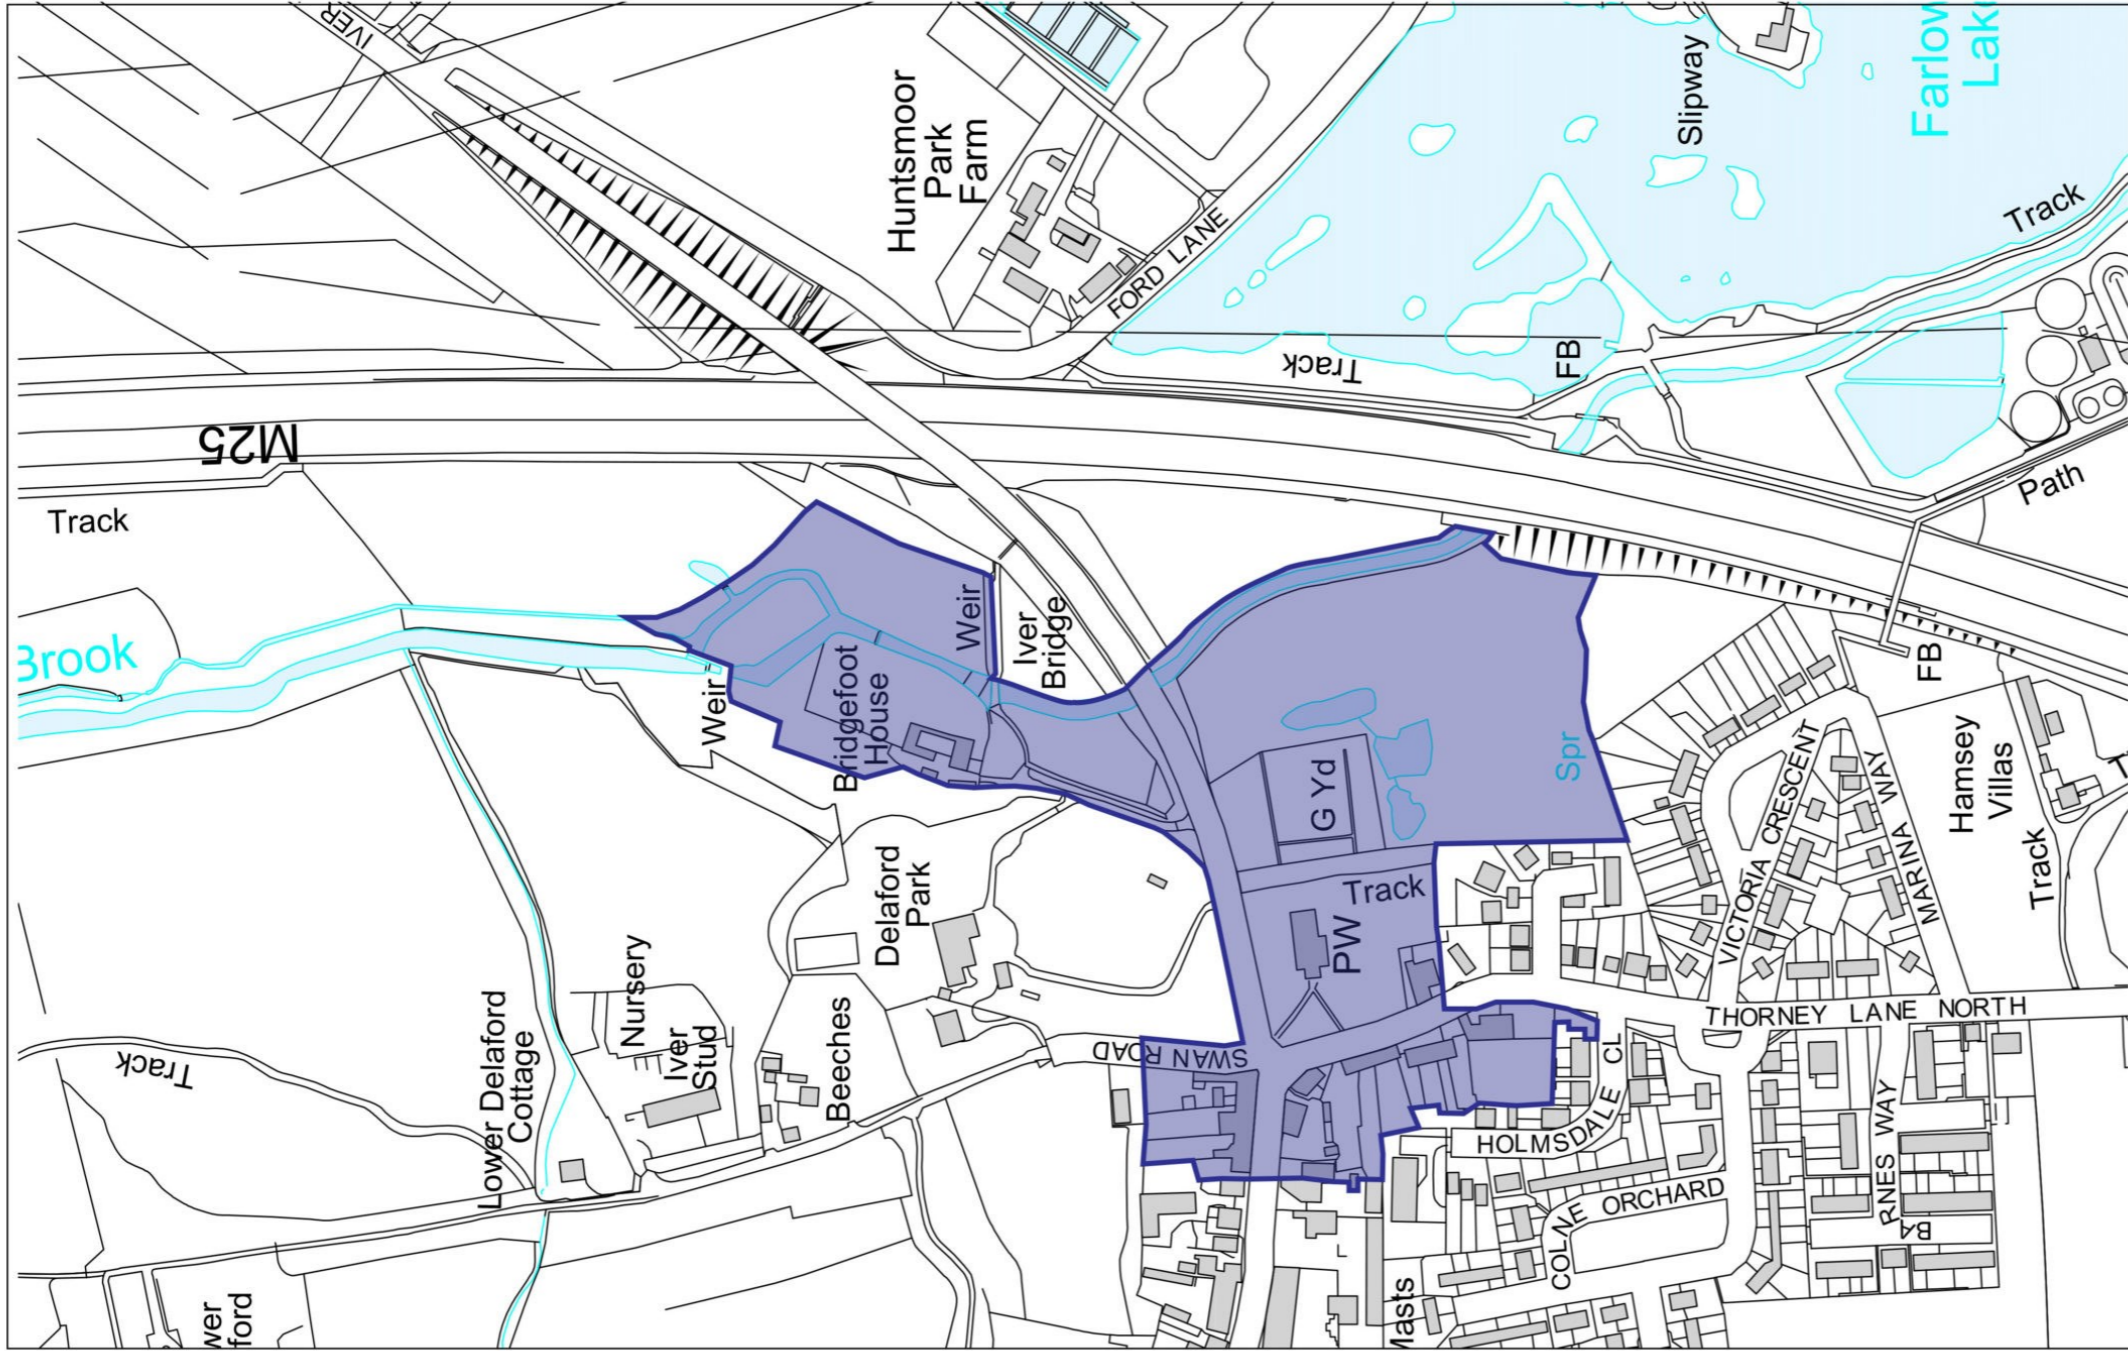 IVER
Huntsmoor
Park
Farm
Slipway
Farlow
Lake
FORD LANE
Track
Track
FB
M25
Track
Path
Brook
Weir
Weir
Iver
Bridge
Bridgefoot
House
FB
Spr
G Yd
Hamsey
Villas
VICTORIA CRESCENT
MARINA WAY
Track
Delaford
Park
Track
PW
Nursery
Iver
Stud
Beeches
Lower Delaford
Cottage
Track
SWAN ROAD
THORNEY LANE NORTH
HOLMSDALE CL
COLNE ORCHARD
BARNES WAY
wer
ford
Masts